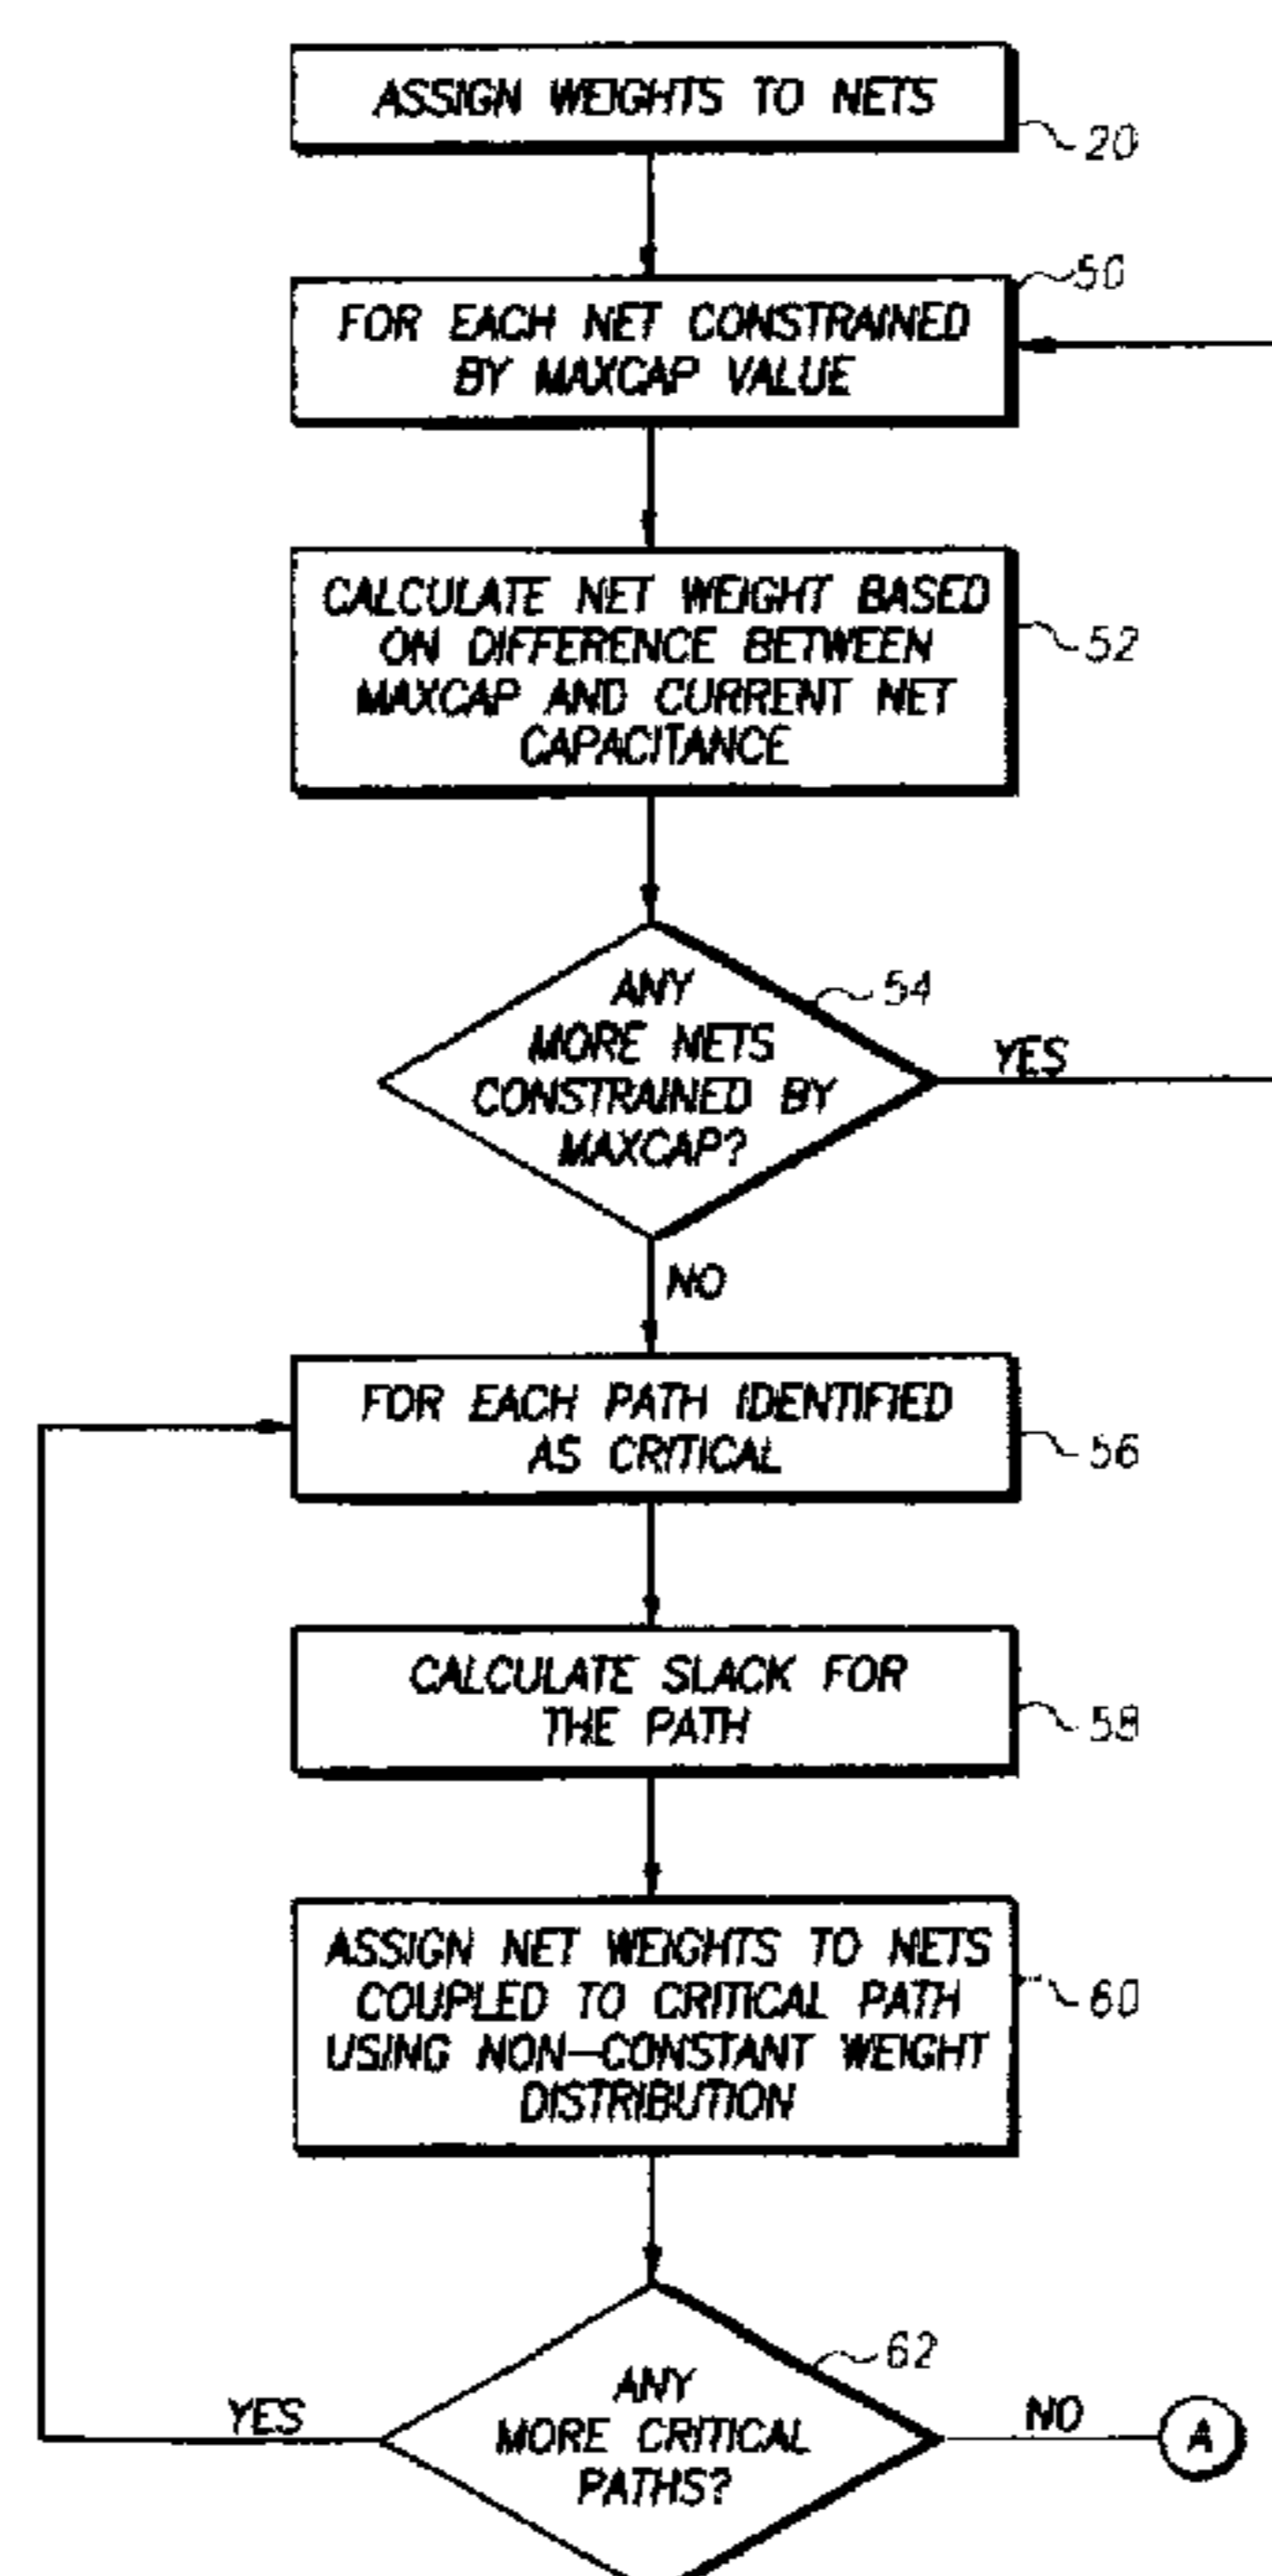 ASSIGN WEIGHTS TO NETS
20
50
FOR EACH NET CONSTRAINED
BY MAXCAP VALUE
CALCULATE NET WEIGHT BASED
ON DIFFERENCE BETWEEN
MAXCAP AND CURRENT NET
CAPACITANCE
52
ANY
MORE NETS
CONSTRAINED BY
MAXCAP?
54
YES
NO
FOR EACH PATH IDENTIFIED
AS CRITICAL
56
CALCULATE SLACK FOR
THE PATH
58
ASSIGN NET WEIGHTS TO NETS
COUPLED TO CRITICAL PATH
USING NON-CONSTANT WEIGHT
DISTRIBUTION
60
62
YES
ANY
MORE CRITICAL
PATHS?
NO
A